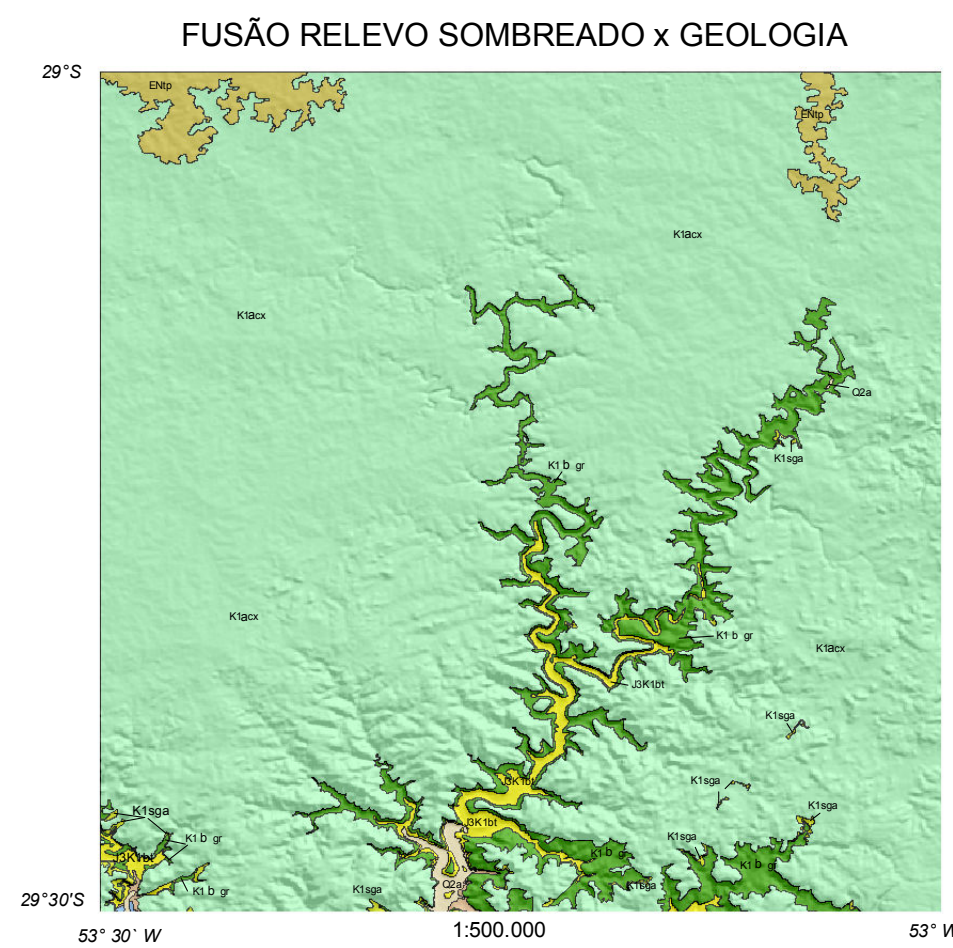 FUSÃO RELEVO SOMBREADO x GEOLOGIA
29°S
ENtp
ENtp
K1acx
K1acx
Q2a
K1sga
K1 b gr
K1acx
K1 b gr
K1acx
J3K1bt
K1sga
J3K1bt
K1sga
K1sga
K1sga
J3K1bt
K1 b gr
K1sga
J3K1bt
K1 b gr
K1 b gr
Q2a
K1sga
K1sga
K1 b gr
29°30'S
53° 30` W
1:500.000
53° W